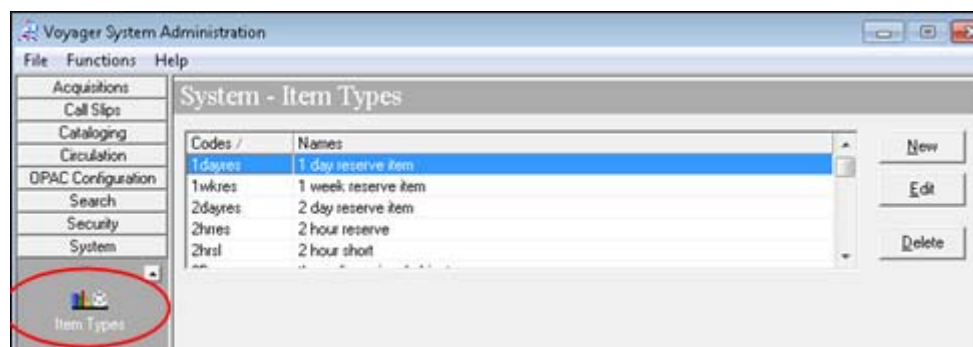 Voyager System Administration
File Functions Help
Acquisitions
Call Slips
Cataloging
Circulation
OPAC Configuration
Search
Security
System
Item Types
System - Item Types
Codes / Names
1dayres 1 day reserve item
1wkres 1 week reserve item
2dayres 2 day reserve item
2hrres 2 hour reserve
2hrsl 2 hour short
New
Edit
Delete